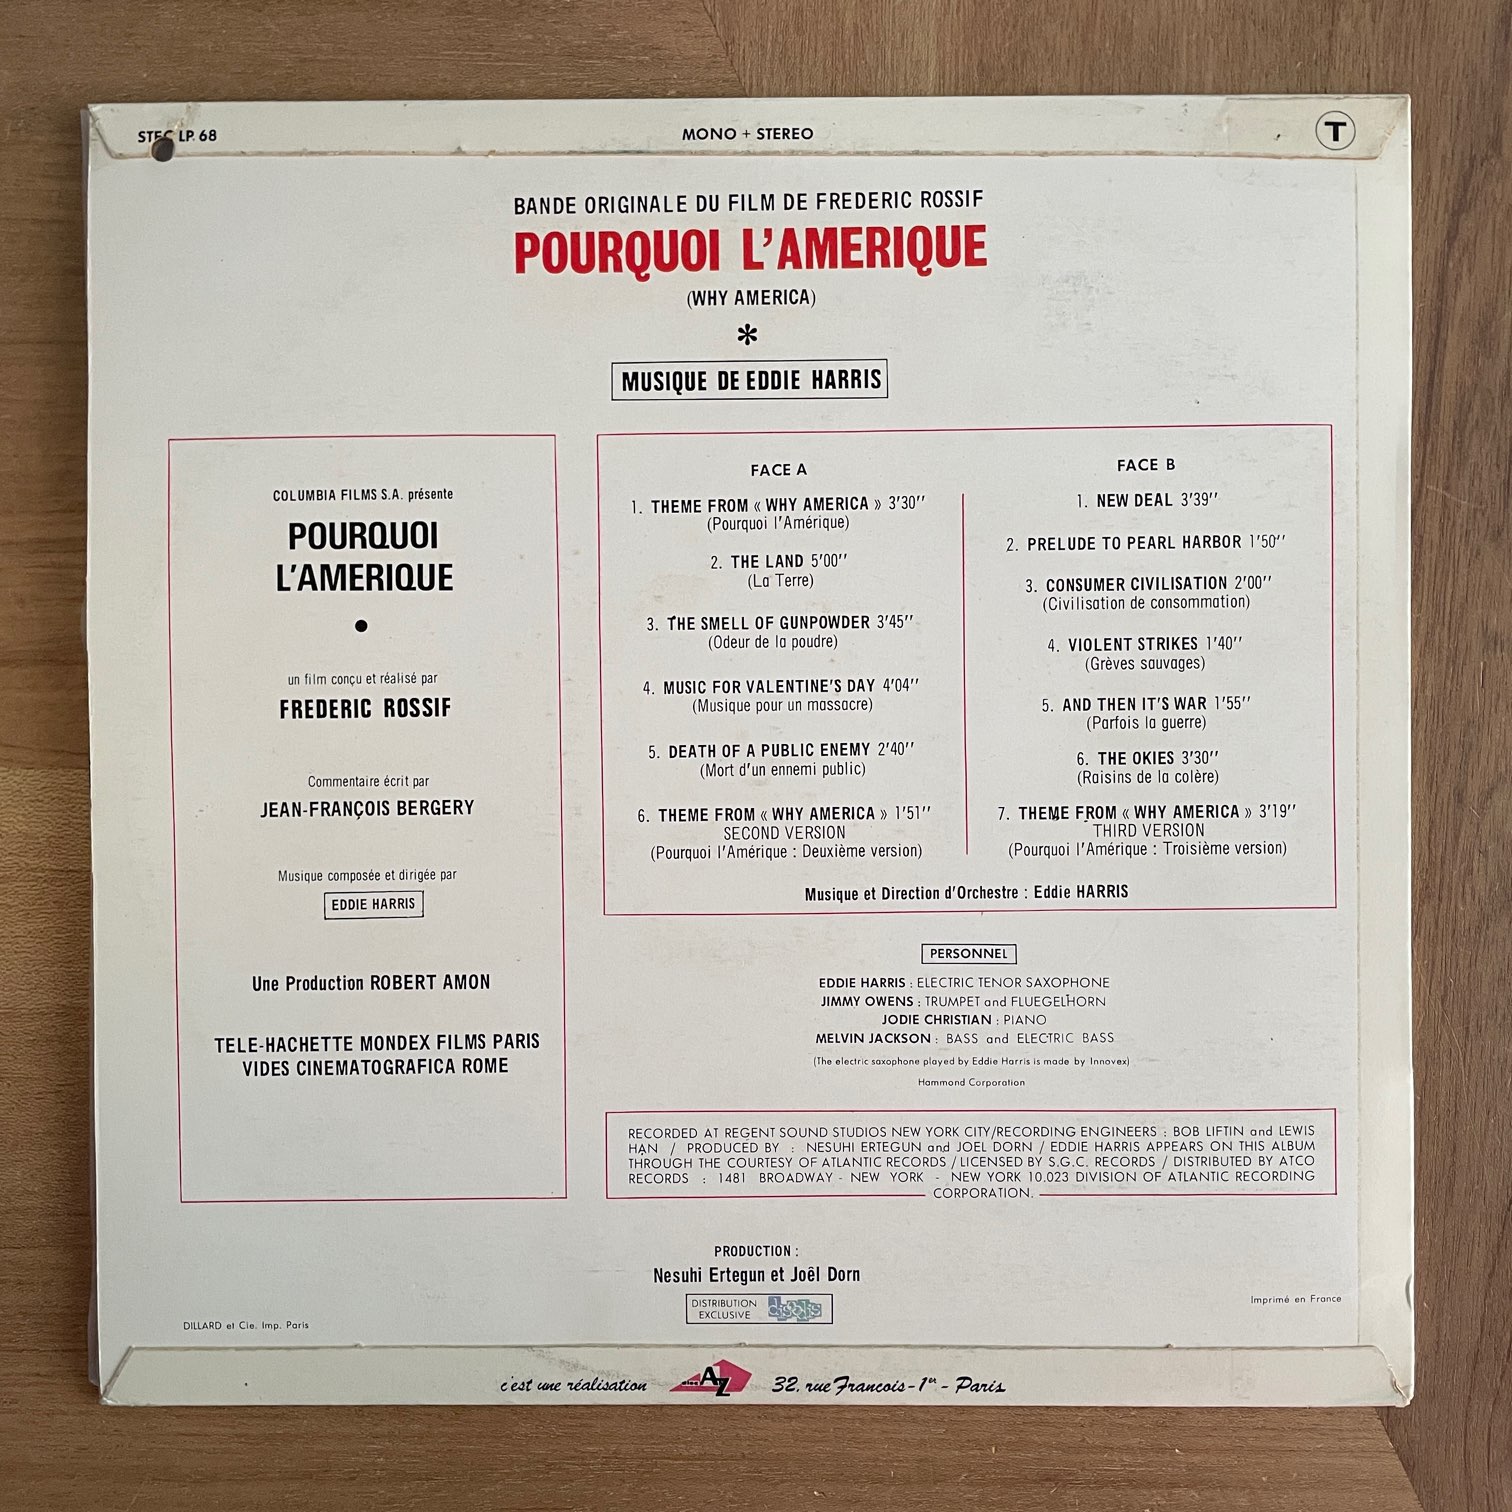 STEC LP. 68
MONO + STEREO
T
BANDE ORIGINALE DU FILM DE FREDERIC ROSSIF
POURQUOI L'AMERIQUE
(WHY AMERICA)
*
MUSIQUE DE EDDIE HARRIS
COLUMBIA FILMS S.A. présente
POURQUOI
L'AMERIQUE
●
un film conçu et réalisé par
FREDERIC ROSSIF
Commentaire écrit par
JEAN-FRANÇOIS BERGERY
Musique composée et dirigée par
EDDIE HARRIS
Une Production ROBERT AMON
TELE-HACHETTE MONDEX FILMS PARIS
VIDES CINEMATOGRAFICA ROME
FACE A
1. THEME FROM « WHY AMERICA » 3'30''
(Pourquoi l'Amérique)
2. THE LAND 5'00''
(La Terre)
3. THE SMELL OF GUNPOWDER 3'45''
(Odeur de la poudre)
4. MUSIC FOR VALENTINE'S DAY 4'04''
(Musique pour un massacre)
5. DEATH OF A PUBLIC ENEMY 2'40''
(Mort d'un ennemi public)
6. THEME FROM « WHY AMERICA » 1'51''
SECOND VERSION
(Pourquoi l'Amérique : Deuxième version)
FACE B
1. NEW DEAL 3'39''
2. PRELUDE TO PEARL HARBOR 1'50''
3. CONSUMER CIVILISATION 2'00''
(Civilisation de consommation)
4. VIOLENT STRIKES 1'40''
(Grèves sauvages)
5. AND THEN IT'S WAR 1'55''
(Parfois la guerre)
6. THE OKIES 3'30''
(Raisins de la colère)
7. THEME FROM « WHY AMERICA » 3'19''
THIRD VERSION
(Pourquoi l'Amérique : Troisième version)
Musique et Direction d'Orchestre : Eddie HARRIS
PERSONNEL
EDDIE HARRIS : ELECTRIC TENOR SAXOPHONE
JIMMY OWENS : TRUMPET and FLUEGELHORN
JODIE CHRISTIAN : PIANO
MELVIN JACKSON : BASS and ELECTRIC BASS
(The electric saxophone played by Eddie Harris is made by Innovex)
Hammond Corporation
RECORDED AT REGENT SOUND STUDIOS NEW YORK CITY/RECORDING ENGINEERS : BOB LIFTIN and LEWIS
HAN / PRODUCED BY : NESUHI ERTEGUN and JOEL DORN / EDDIE HARRIS APPEARS ON THIS ALBUM
THROUGH THE COURTESY OF ATLANTIC RECORDS / LICENSED BY S.G.C. RECORDS / DISTRIBUTED BY ATCO
RECORDS : 1481 BROADWAY - NEW YORK - NEW YORK 10.023 DIVISION OF ATLANTIC RECORDING
CORPORATION.
PRODUCTION :
Nesuhi Ertegun et Joêl Dorn
DISTRIBUTION
EXCLUSIVE
discodis
DILLARD et Cie. Imp. Paris
Imprimé en France
c'est une réalisation disc AZ 32, rue Francois-1er - Paris